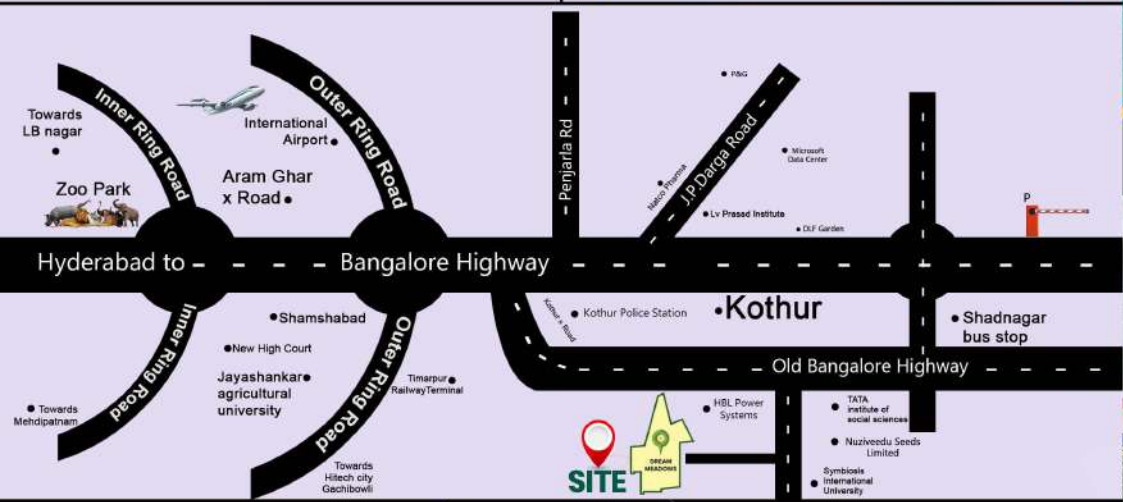 Towards
LB nagar
Inner Ring Road
Zoo Park
International
Airport
Outer Ring Road
Aram Ghar
x Road
Penjarla Rd
P&G
J.P.Darga Road
Natco Pharma
Microsoft
Data Center
Lv Prasad Institute
DLF Garden
P
Hyderabad to
Bangalore Highway
Shamshabad
New High Court
Jayashankar
agricultural
university
Inner Ring Road
Outer Ring Road
Towards
Mehdipatnam
Timarpur
RailwayTerminal
Towards
Hitech city
Gachibowli
Kothur x Road
Kothur Police Station
Kothur
Shadnagar
bus stop
Old Bangalore Highway
HBL Power
Systems
TATA
institute of
social sciences
Nuziveedu Seeds
Limited
Symbiosis
International
University
SITE
DREAM
MEADOWS